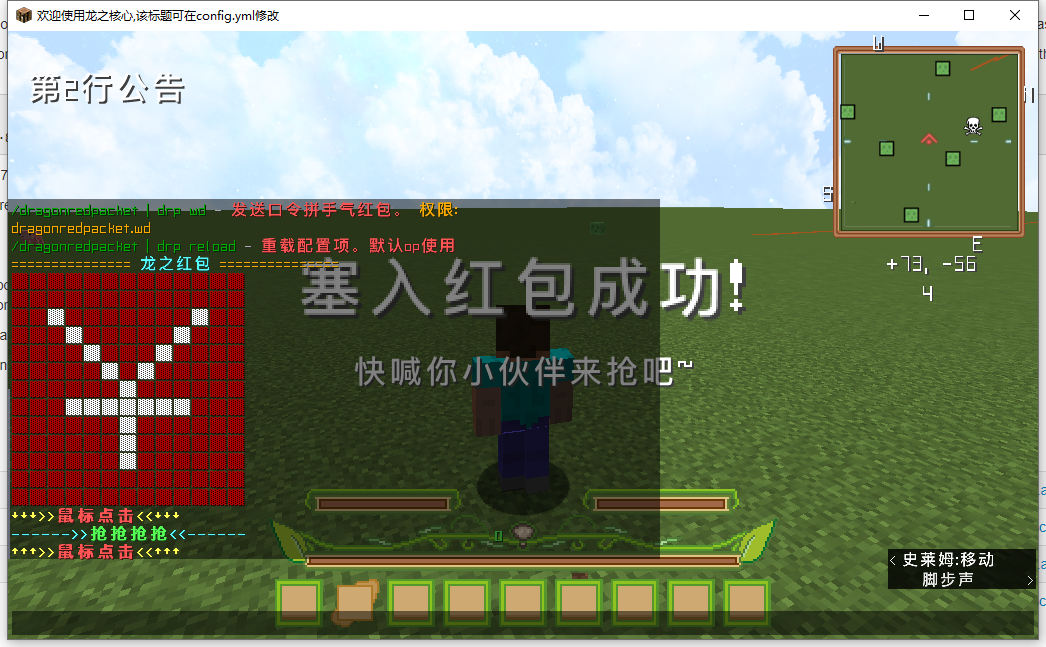 欢迎使用龙之核心,该标题可在config.yml修改
W
第2行公告
S
/dragonredpacket | drp wd - 发送口令拼手气红包。 权限:
dragonredpacket.wd
/dragonredpacket | drp reload - 重载配置项。默认op使用
============== 龙之红包 ==============
E
+73, -56
4
塞入红包成功!
快喊你小伙伴来抢吧~
↓↓↓>>鼠标点击<<↓↓↓
------>>抢抢抢抢<<------
↑↑↑>>鼠标点击<<↑↑↑
0
< 史莱姆:移动
脚步声 >